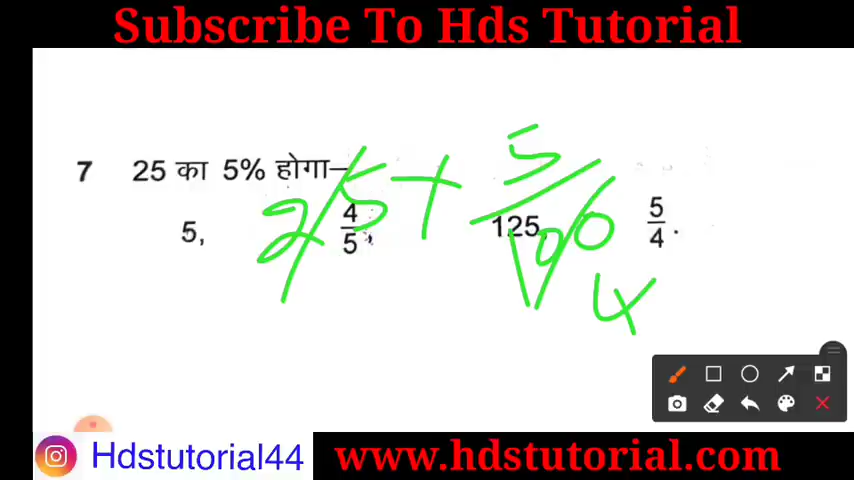 Subscribe To Hds Tutorial
7 25 का 5% होगा–
5, 4/5, 125, 5/4.
25 + 5/100
4
Hdstutorial44
www.hdstutorial.com